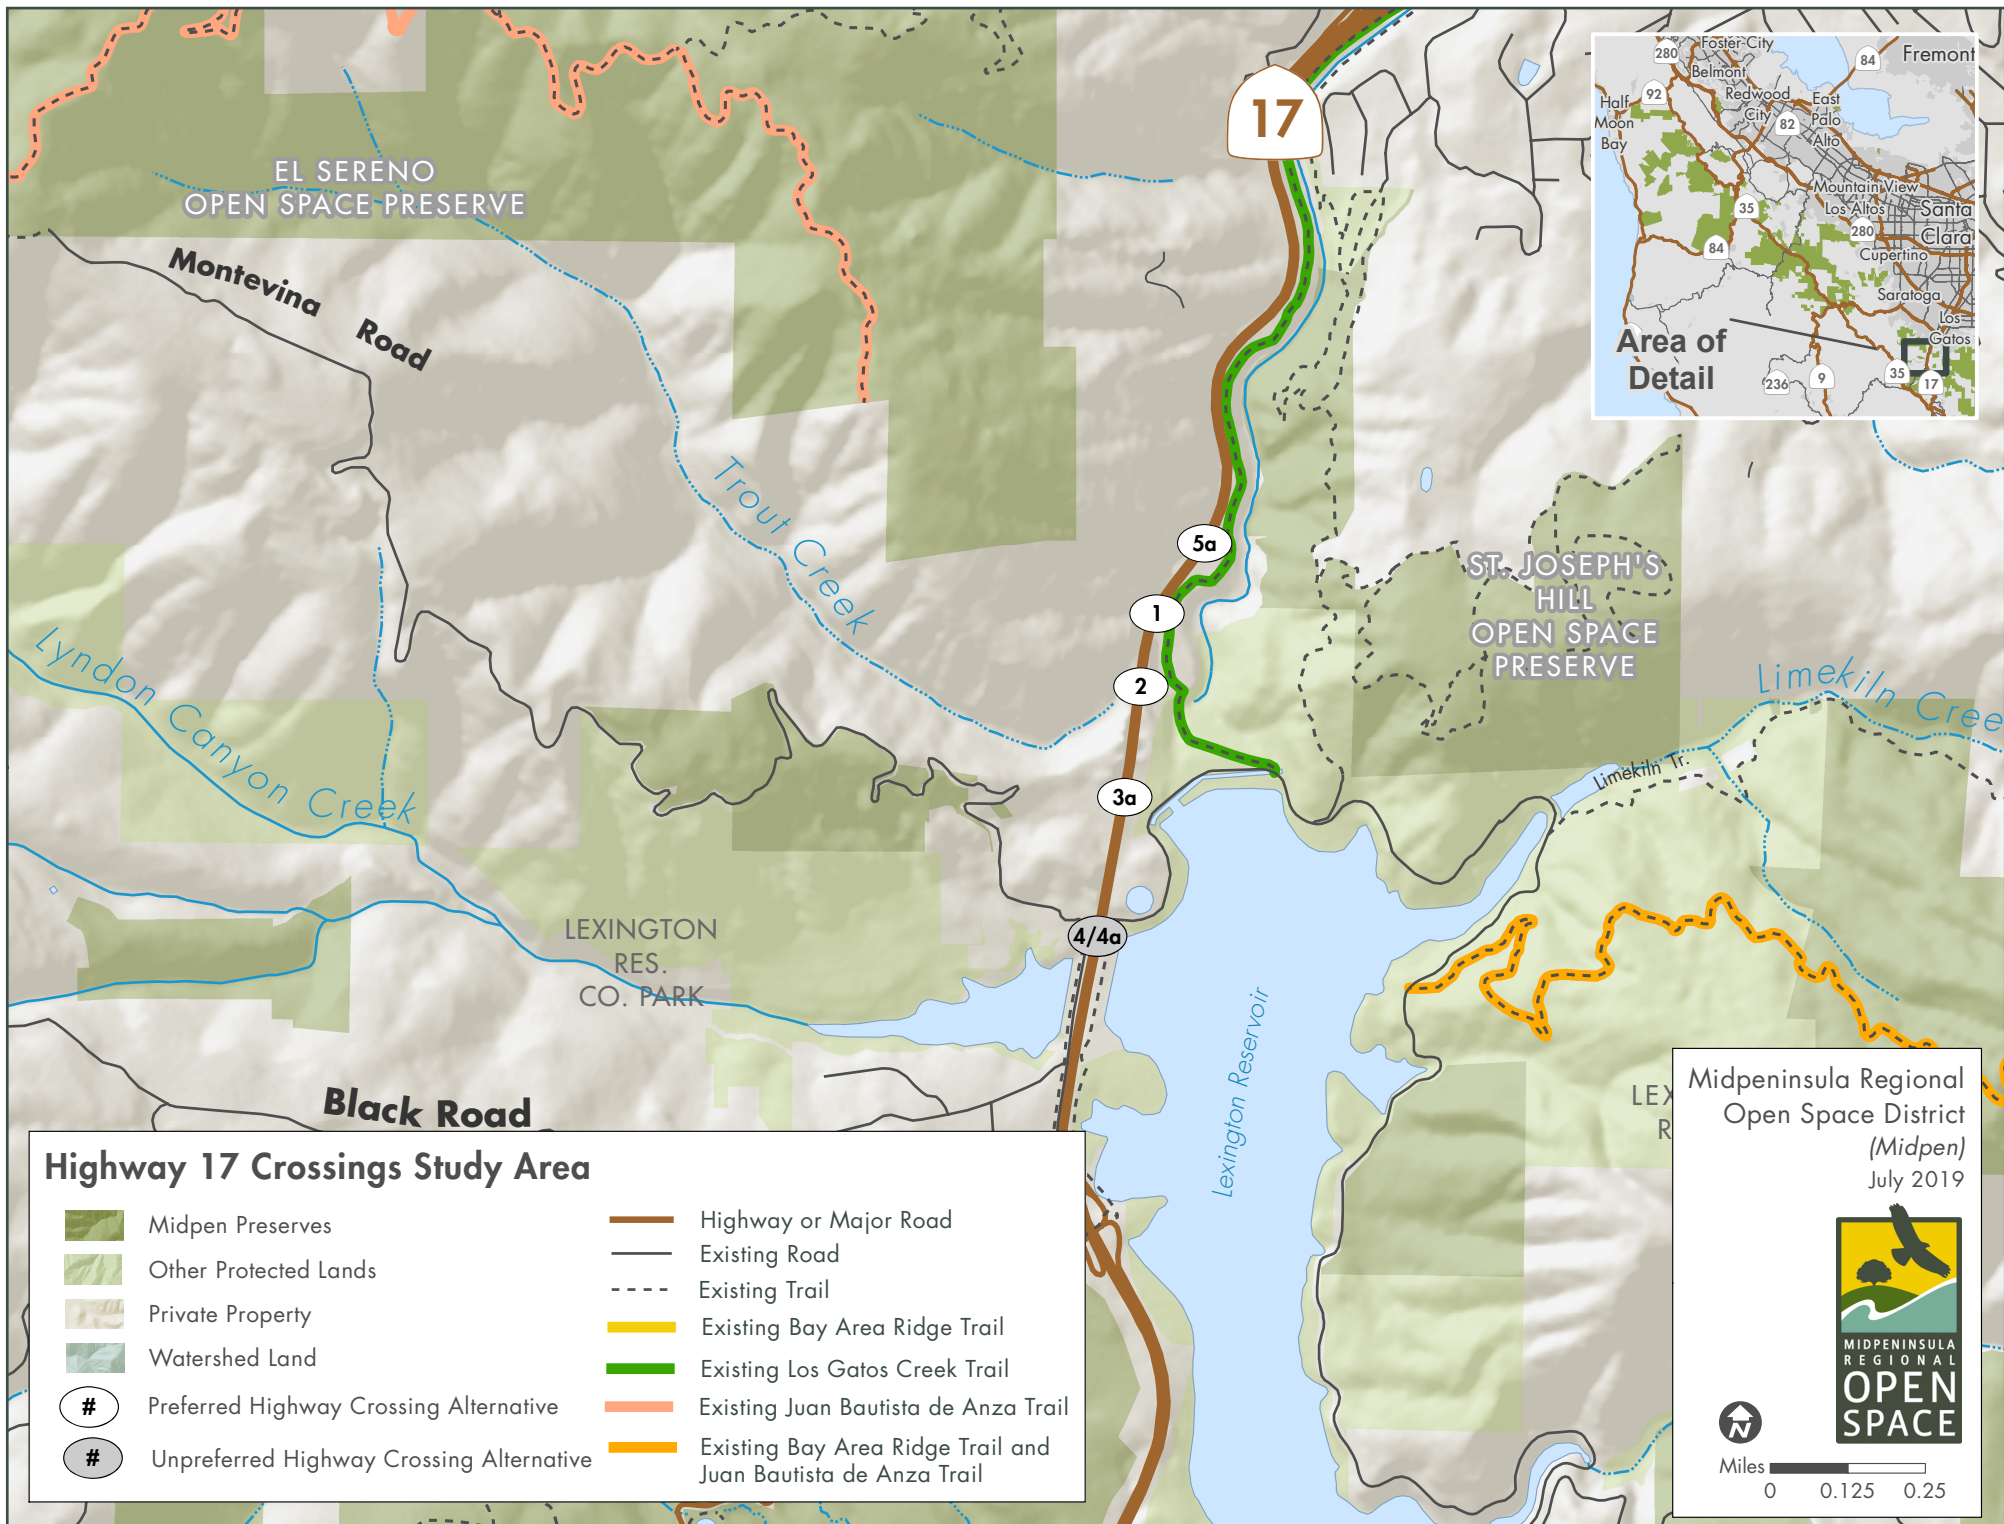 17
EL SERENO
OPEN SPACE PRESERVE
Montevina Road
Trout Creek
Lyndon Canyon Creek
5a
1
2
3a
4/4a
ST. JOSEPH'S
HILL
OPEN SPACE
PRESERVE
Limekiln Cree
Limekiln Tr.
LEXINGTON
RES.
CO. PARK
Lexington Reservoir
Black Road
LEX
R
280
Foster City
84
Fremont
Belmont
92
Redwood
City
East
Palo
Alto
82
Half
Moon
Bay
Mountain View
35
Los Altos
Santa
Clara
280
84
Cupertino
Saratoga
Los
Gatos
Area of
Detail
236
9
35
17
Highway 17 Crossings Study Area
Midpen Preserves
Other Protected Lands
Private Property
Watershed Land
# Preferred Highway Crossing Alternative
# Unpreferred Highway Crossing Alternative
Highway or Major Road
Existing Road
Existing Trail
Existing Bay Area Ridge Trail
Existing Los Gatos Creek Trail
Existing Juan Bautista de Anza Trail
Existing Bay Area Ridge Trail and
Juan Bautista de Anza Trail
Midpeninsula Regional
Open Space District
(Midpen)
July 2019
MIDPENINSULA
REGIONAL
OPEN
SPACE
N
Miles
0 0.125 0.25